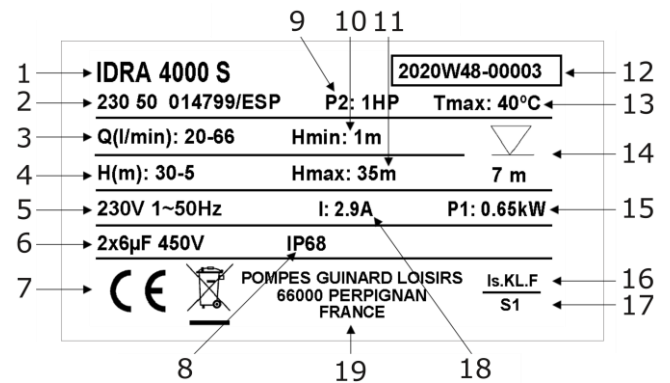 9 10 11
1 IDRA 4000 S 2020W48-00003 12
2 230 50 014799/ESP P2: 1HP Tmax: 40ºC 13
3 Q(l/min): 20-66 Hmin: 1m
14
4 H(m): 30-5 Hmax: 35m 7 m
5 230V 1~50Hz I: 2.9A P1: 0.65kW 15
6 2x6µF 450V IP68
7 CE POMPES GUINARD LOISIRS Is.KL.F 16
66000 PERPIGNAN S1 17
FRANCE
8 19 18